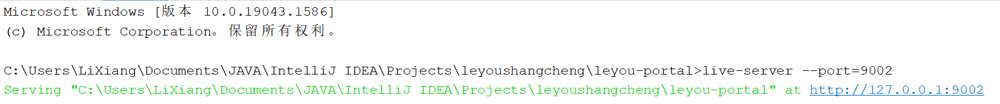 Microsoft Windows [版本 10.0.19043.1586]
(c) Microsoft Corporation。保留所有权利。
C:\Users\LiXiang\Documents\JAVA\IntelliJ IDEA\Projects\leyoushangcheng\leyou-portal>live-server --port=9002
Serving "C:\Users\LiXiang\Documents\JAVA\IntelliJ IDEA\Projects\leyoushangcheng\leyou-portal" at http://127.0.0.1:9002